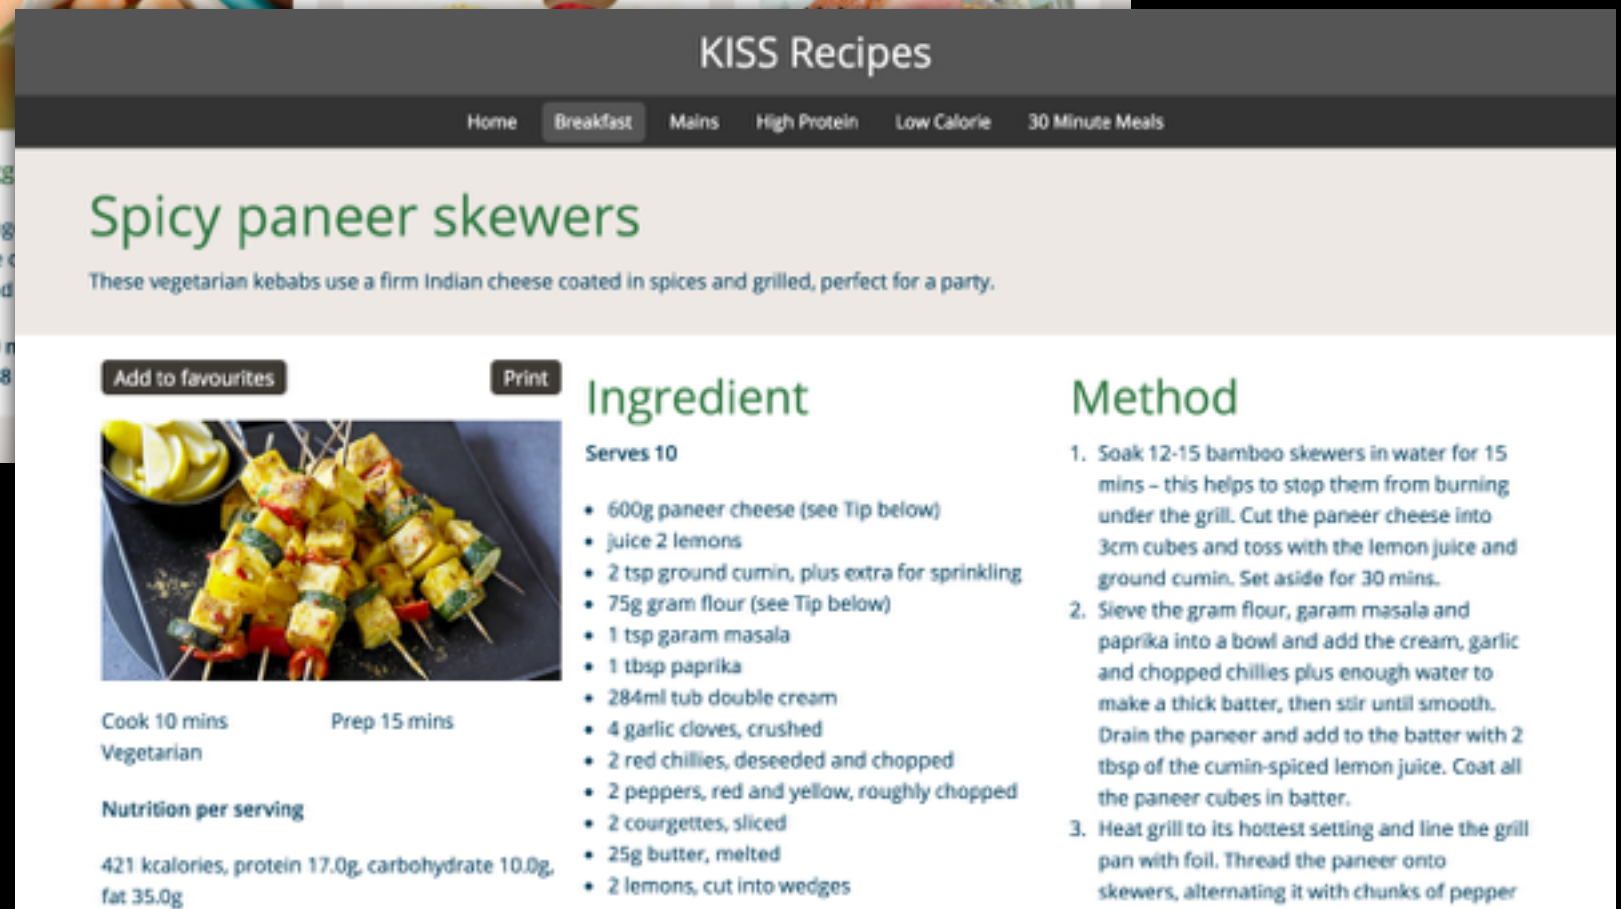 KISS Recipes
Home Breakfast Mains High Protein Low Calorie 30 Minute Meals
Spicy paneer skewers
These vegetarian kebabs use a firm Indian cheese coated in spices and grilled, perfect for a party.
Add to favourites Print
Cook 10 mins Prep 15 mins
Vegetarian
Nutrition per serving
421 kcalories, protein 17.0g, carbohydrate 10.0g,
fat 35.0g
Ingredient
Serves 10
• 600g paneer cheese (see Tip below)
• juice 2 lemons
• 2 tsp ground cumin, plus extra for sprinkling
• 75g gram flour (see Tip below)
• 1 tsp garam masala
• 1 tbsp paprika
• 284ml tub double cream
• 4 garlic cloves, crushed
• 2 red chillies, deseeded and chopped
• 2 peppers, red and yellow, roughly chopped
• 2 courgettes, sliced
• 25g butter, melted
• 2 lemons, cut into wedges
Method
1. Soak 12-15 bamboo skewers in water for 15
mins – this helps to stop them from burning
under the grill. Cut the paneer cheese into
3cm cubes and toss with the lemon juice and
ground cumin. Set aside for 30 mins.
2. Sieve the gram flour, garam masala and
paprika into a bowl and add the cream, garlic
and chopped chillies plus enough water to
make a thick batter, then stir until smooth.
Drain the paneer and add to the batter with 2
tbsp of the cumin-spiced lemon juice. Coat all
the paneer cubes in batter.
3. Heat grill to its hottest setting and line the grill
pan with foil. Thread the paneer onto
skewers, alternating it with chunks of pepper